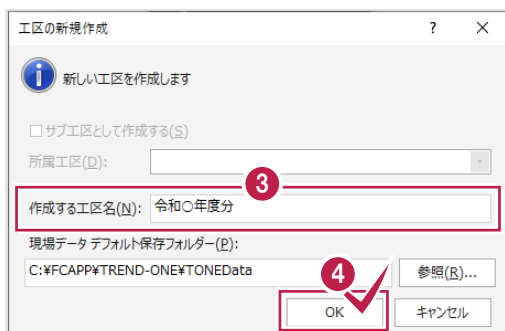 工区の新規作成 ? ×
新しい工区を作成します
サブ工区として作成する(S)
所属工区(D):
3
作成する工区名(N): 令和○年度分
現場データ デフォルト保存フォルダー(P):
C:¥FCAPP¥TREND-ONE¥TONEData 参照(R)...
4
OK キャンセル